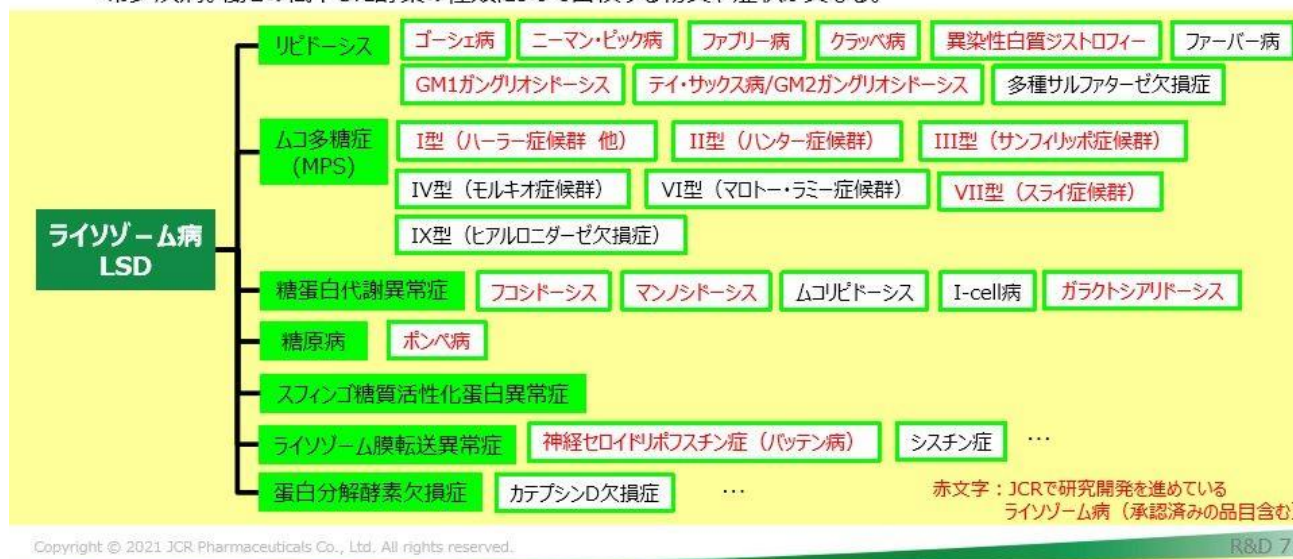 リピドーシス ゴーシェ病 ニーマン・ピック病 ファブリー病 クラッベ病 異染性白質ジストロフィー ファーバー病
GM1ガングリオシドーシス テイ・サックス病/GM2ガングリオシドーシス 多種サルファターゼ欠損症
ムコ多糖症 I型（ハーラー症候群 他） II型（ハンター症候群） III型（サンフィリッポ症候群）
(MPS)
IV型（モルキオ症候群） VI型（マロトー・ラミー症候群） VII型（スライ症候群）
IX型（ヒアルロニダーゼ欠損症）
ライソゾーム病
LSD
糖蛋白代謝異常症 フコシドーシス マンノシドーシス ムコリピドーシス I-cell病 ガラクトシアリドーシス
糖原病 ポンペ病
スフィンゴ糖質活性化蛋白異常症
ライソゾーム膜転送異常症 神経セロイドリポフスチン症（バッテン病） シスチン症 …
蛋白分解酵素欠損症 カテプシンD欠損症 …
赤文字：JCRで研究開発を進めている
ライソゾーム病（承認済みの品目含む）
Copyright © 2021 JCR Pharmaceuticals Co., Ltd. All rights reserved.
R&D 7